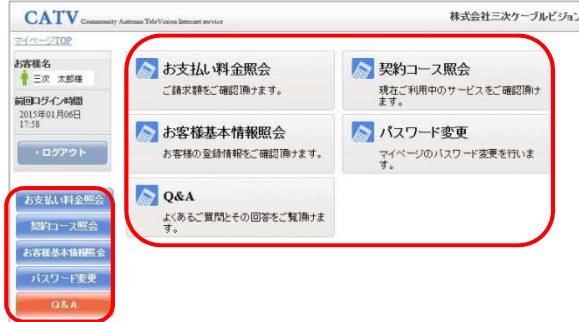 CATV Community Antenna TeleVision Internet service
株式会社三次ケーブルビジョン
マイページTOP
お客様名
三次 太郎様
前回ログイン時間
2015年01月06日
17:58
・ログアウト
お支払い料金照会
契約コース照会
お客様基本情報照会
パスワード変更
Q&A
お支払い料金照会
ご請求額をご確認頂けます。
契約コース照会
現在ご利用中のサービスをご確認頂け
ます。
お客様基本情報照会
お客様の登録情報をご確認頂けます。
パスワード変更
マイページのパスワード変更を行いま
す。
Q&A
よくあるご質問とその回答をご覧頂けま
す。